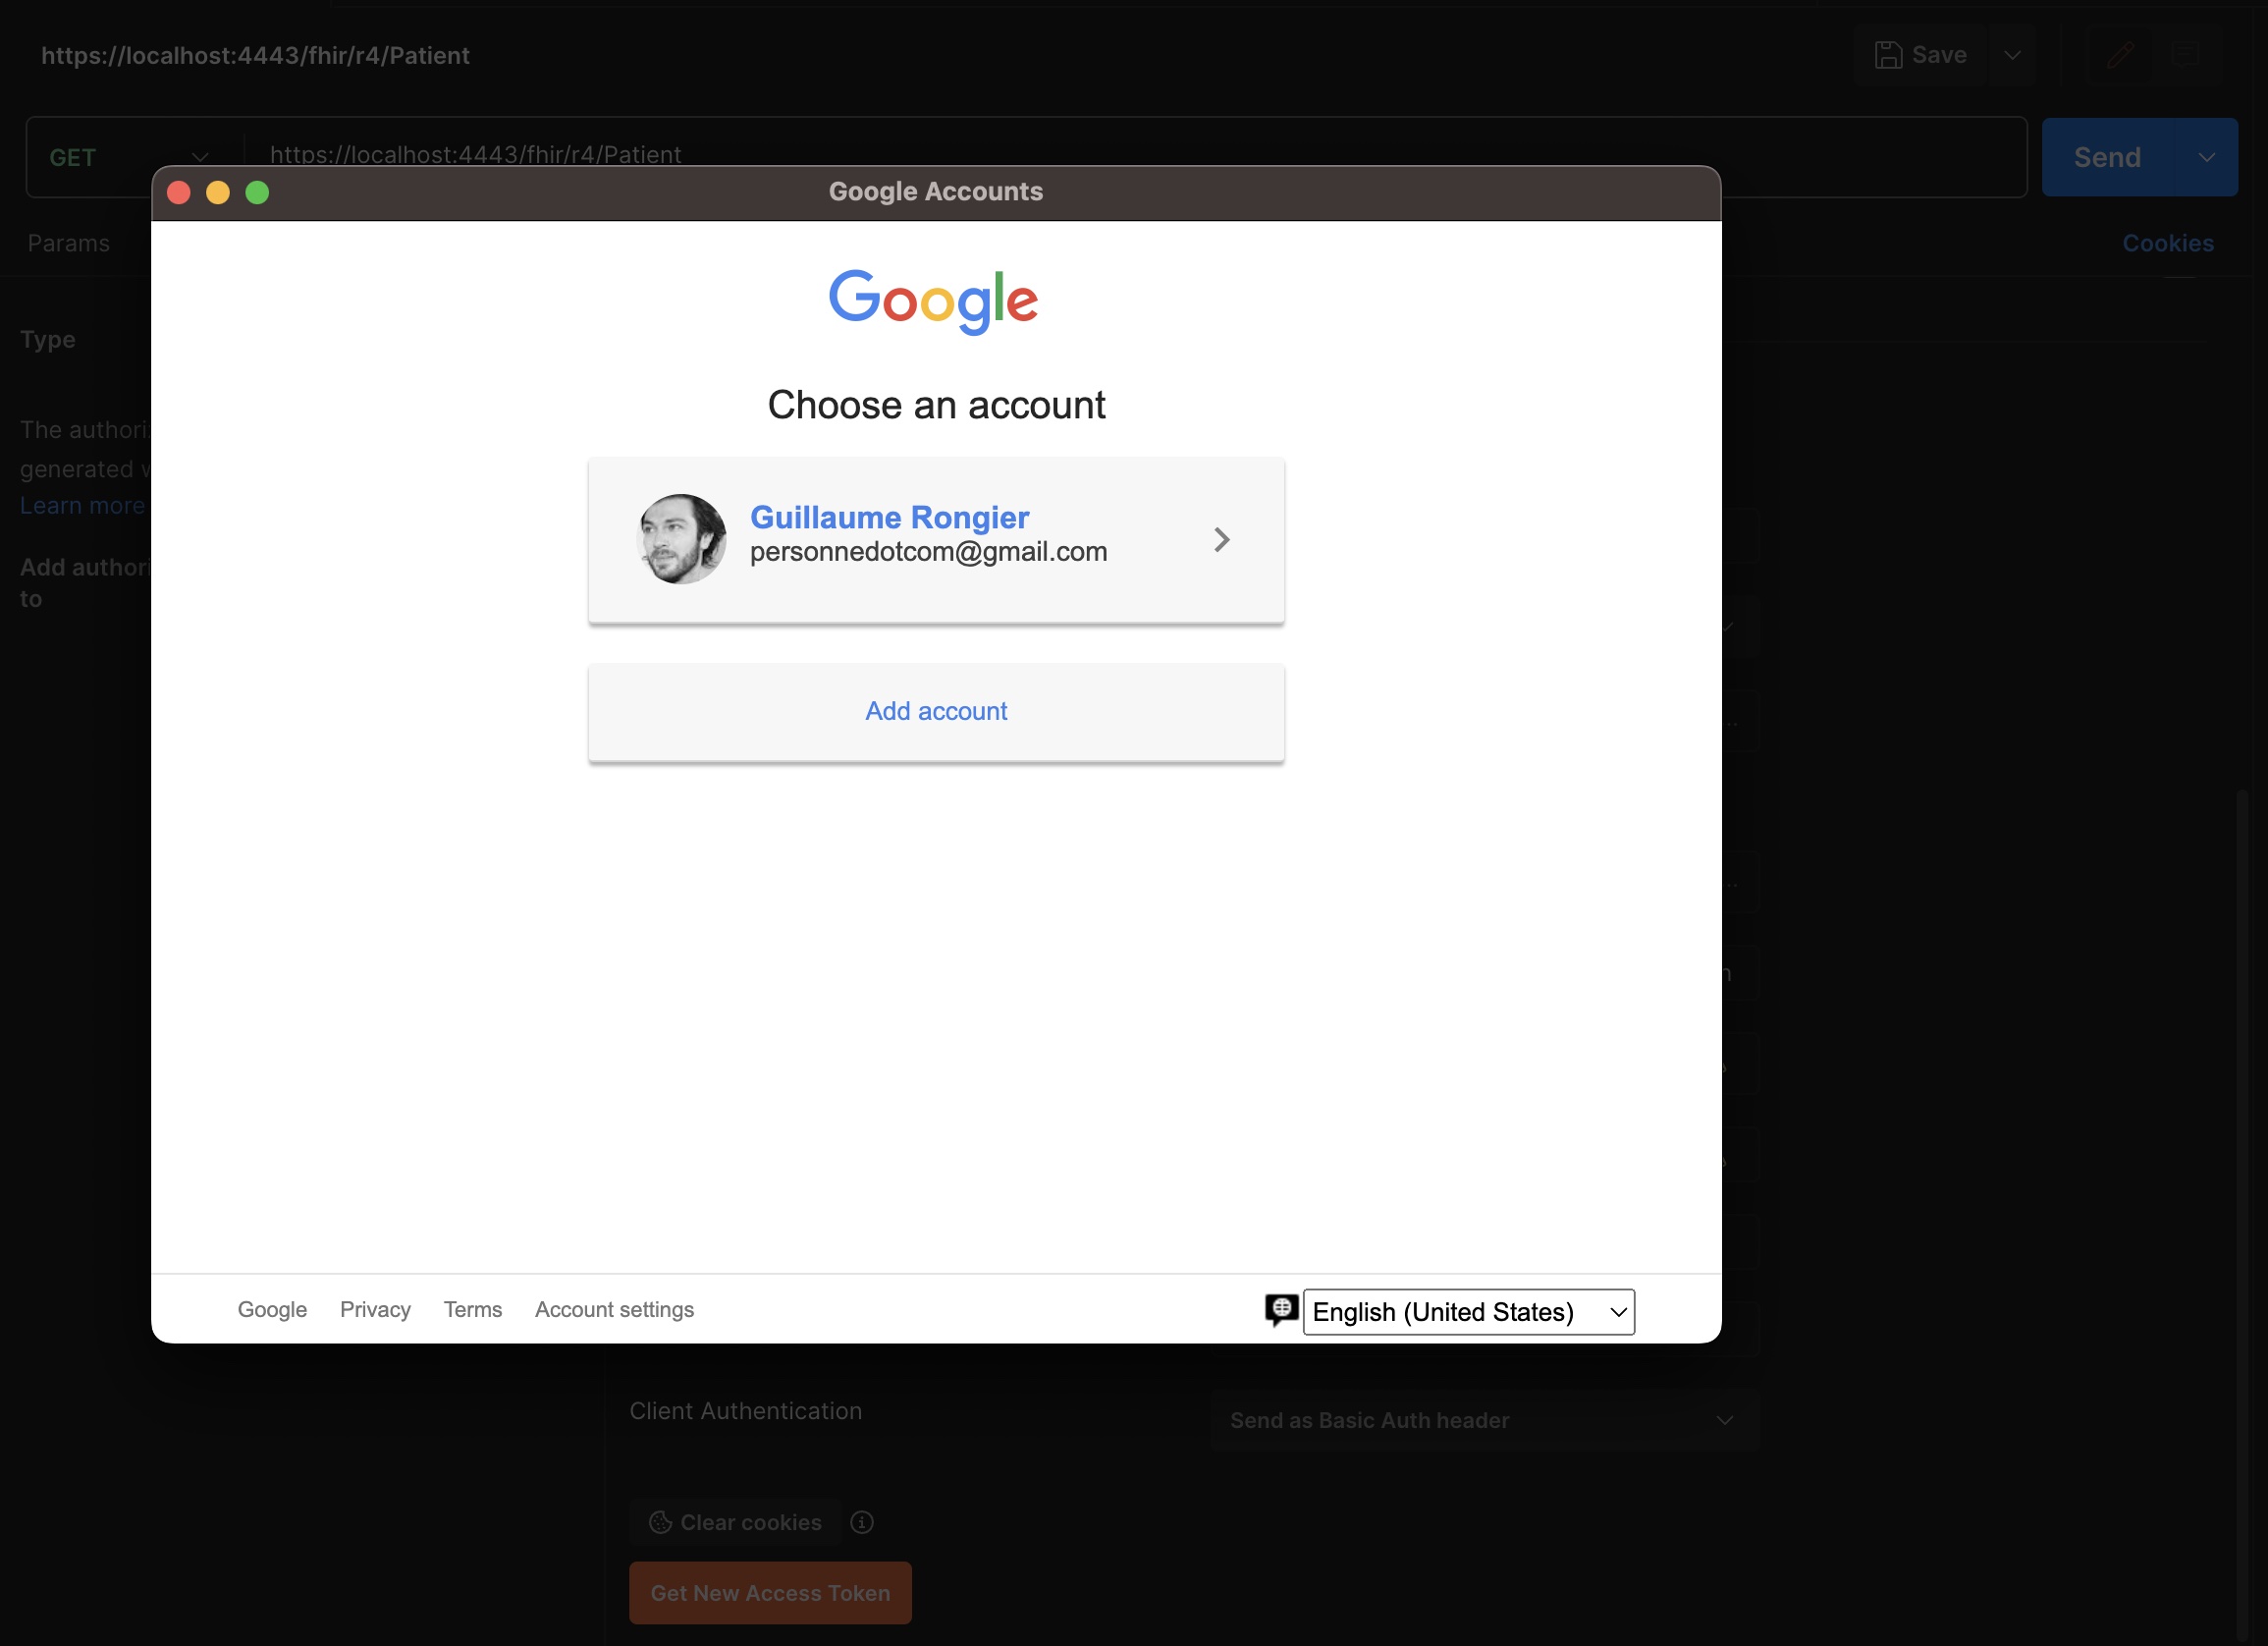 https://localhost:4443/fhir/r4/Patient
Save
GET
https://localhost:4443/fhir/r4/Patient
Send
Google Accounts
Params
Cookies
Google
Type
Choose an account
The authori
generated
Learn more
Guillaume Rongier
personnedotcom@gmail.com
Add authori
to
Add account
Google
Privacy
Terms
Account settings
English (United States)
Client Authentication
Send as Basic Auth header
Clear cookies
Get New Access Token